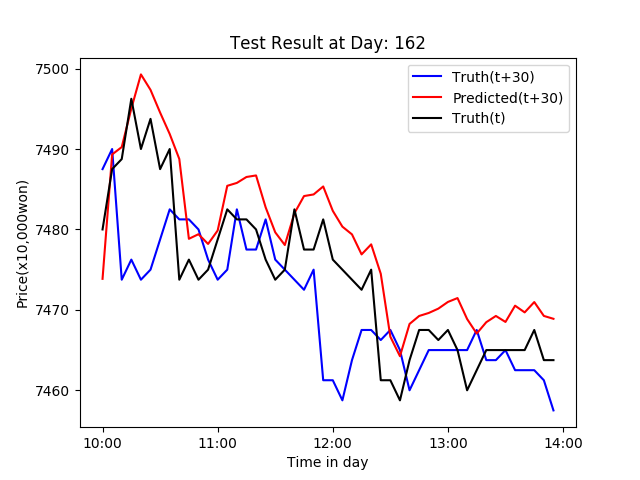 Test Result at Day: 162
Truth(t+30)
Predicted(t+30)
Truth(t)
7500
7490
7480
7470
7460
Price(x10,000won)
10:00 11:00 12:00 13:00 14:00
Time in day